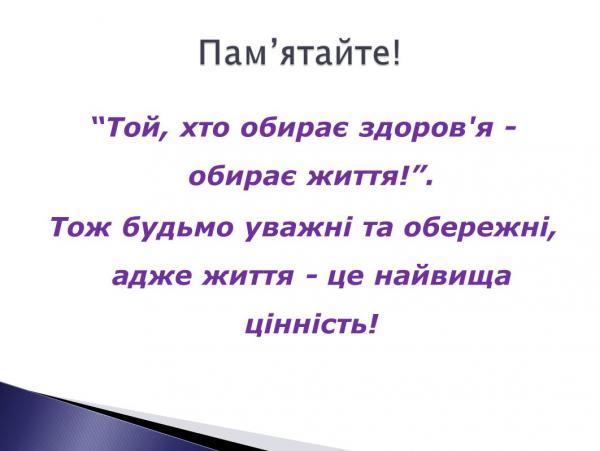 Пам’ятайте!
“Той, хто обирає здоров'я -
обирає життя!”.
Тож будьмо уважні та обережні,
адже життя - це найвища
цінність!